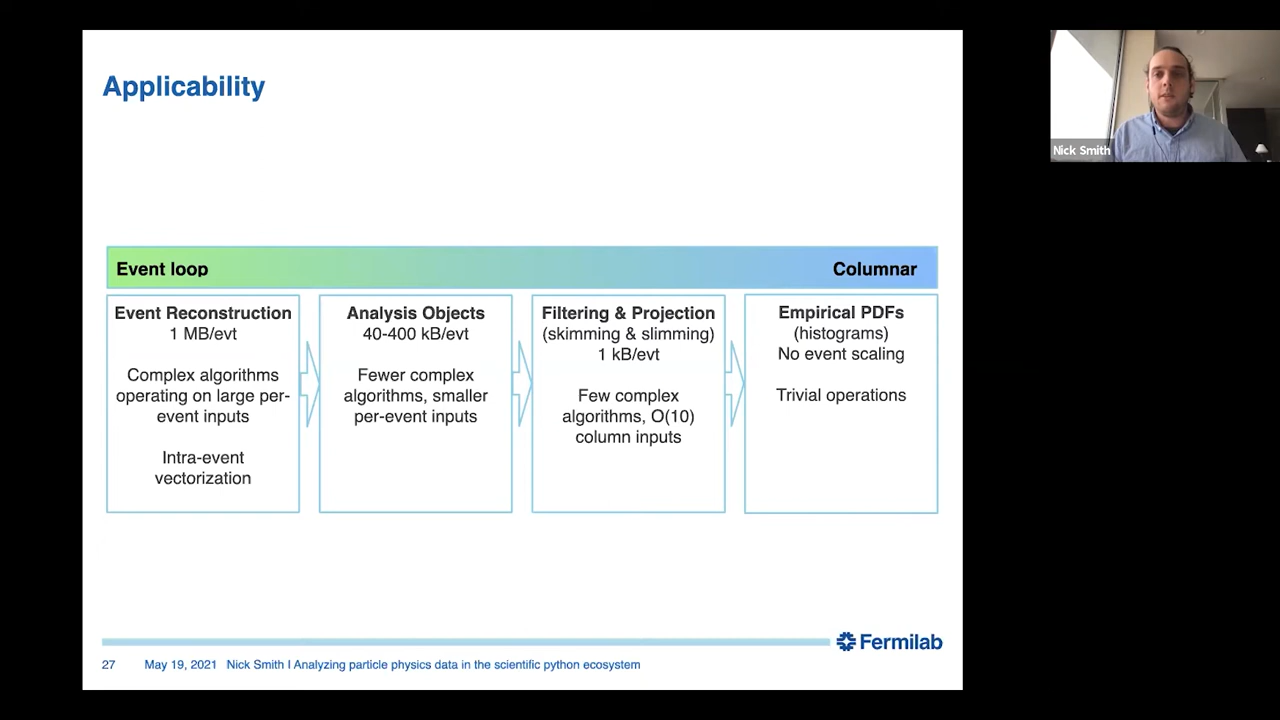 Applicability
Nick Smith
Event loop
Columnar
Event Reconstruction
1 MB/evt
Complex algorithms
operating on large per-
event inputs
Intra-event
vectorization
Analysis Objects
40-400 kB/evt
Fewer complex
algorithms, smaller
per-event inputs
Filtering & Projection
(skimming & slimming)
1 kB/evt
Few complex
algorithms, O(10)
column inputs
Empirical PDFs
(histograms)
No event scaling
Trivial operations
Fermilab
27 May 19, 2021 Nick Smith I Analyzing particle physics data in the scientific python ecosystem